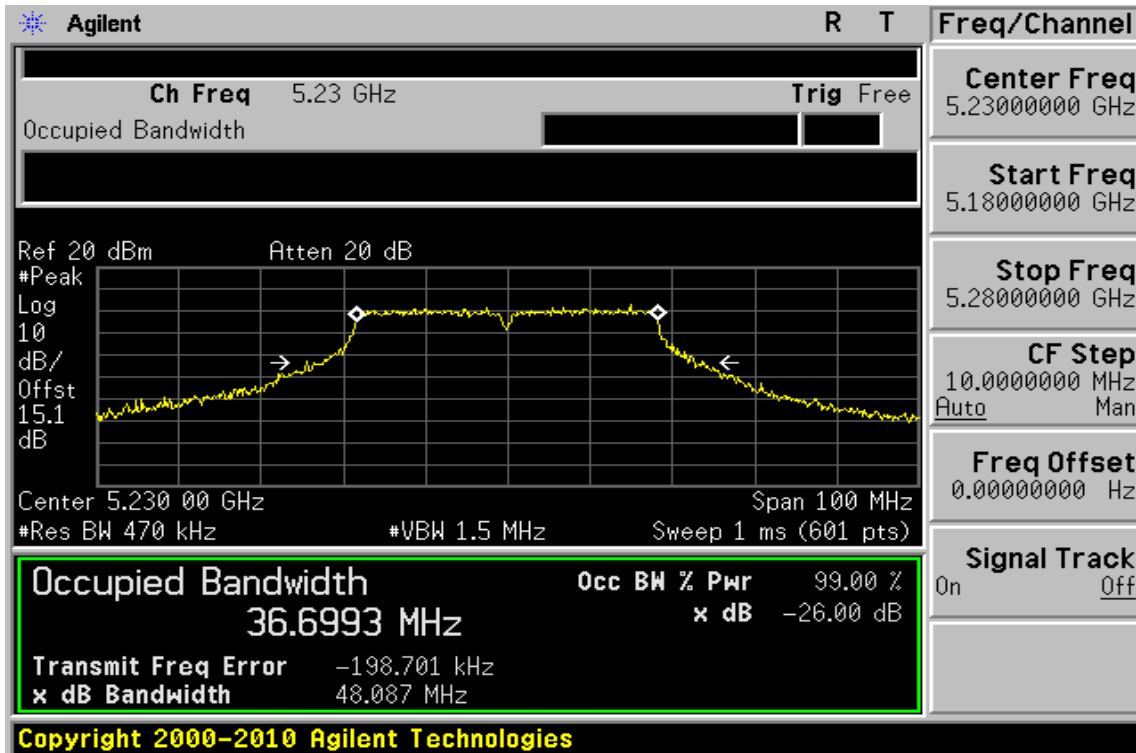 Agilent R T
Ch Freq 5.23 GHz Trig Free
Occupied Bandwidth
Ref 20 dBm Atten 20 dB
#Peak
Log
10
dB/
Offst
15.1
dB
Center 5.230 00 GHz Span 100 MHz
#Res BW 470 kHz #VBW 1.5 MHz Sweep 1 ms (601 pts)
Occupied Bandwidth
36.6993 MHz
Occ BW % Pwr 99.00 %
x dB -26.00 dB
Transmit Freq Error -198.701 kHz
x dB Bandwidth 48.087 MHz
Copyright 2000-2010 Agilent Technologies
Freq/Channel
Center Freq
5.23000000 GHz
Start Freq
5.18000000 GHz
Stop Freq
5.28000000 GHz
CF Step
10.0000000 MHz
Auto Man
Freq Offset
0.00000000 Hz
Signal Track
On Off